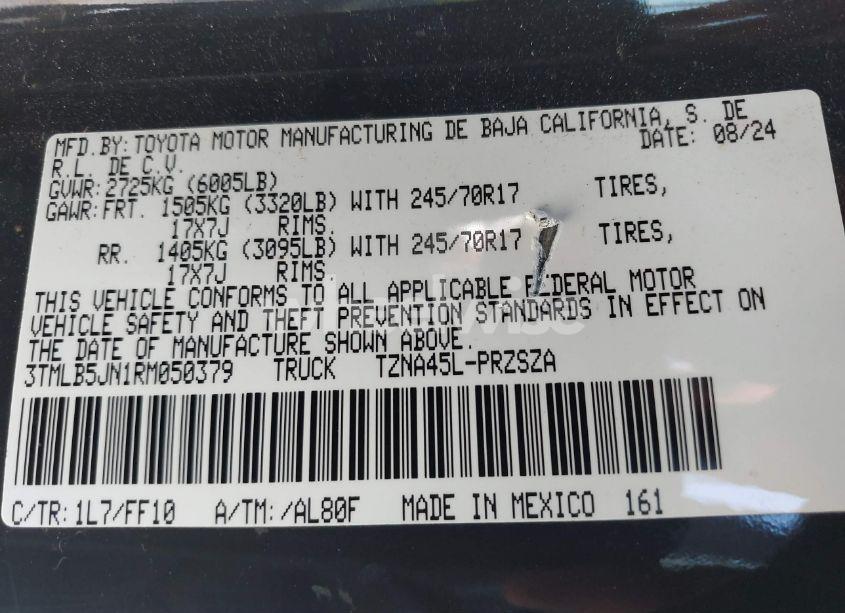 MFD.BY: TOYOTA MOTOR MANUFACTURING DE BAJA CALIFORNIA, S. DE
R.L. DE C.V. DATE: 08/24
GVWR: 2725KG (6005LB)
GAWR: FRT. 1505KG (3320LB) WITH 245/70R17 TIRES,
17X7J RIMS.
RR. 1405KG (3095LB) WITH 245/70R17 TIRES,
17X7J RIMS.
THIS VEHICLE CONFORMS TO ALL APPLICABLE FEDERAL MOTOR
VEHICLE SAFETY AND THEFT PREVENTION STANDARDS IN EFFECT ON
THE DATE OF MANUFACTURE SHOWN ABOVE.
3TMLB5JN1RM050379 TRUCK TZNA45L-PRZSZA
C/TR: 1L7/FF10 A/TM: /AL80F MADE IN MEXICO 161